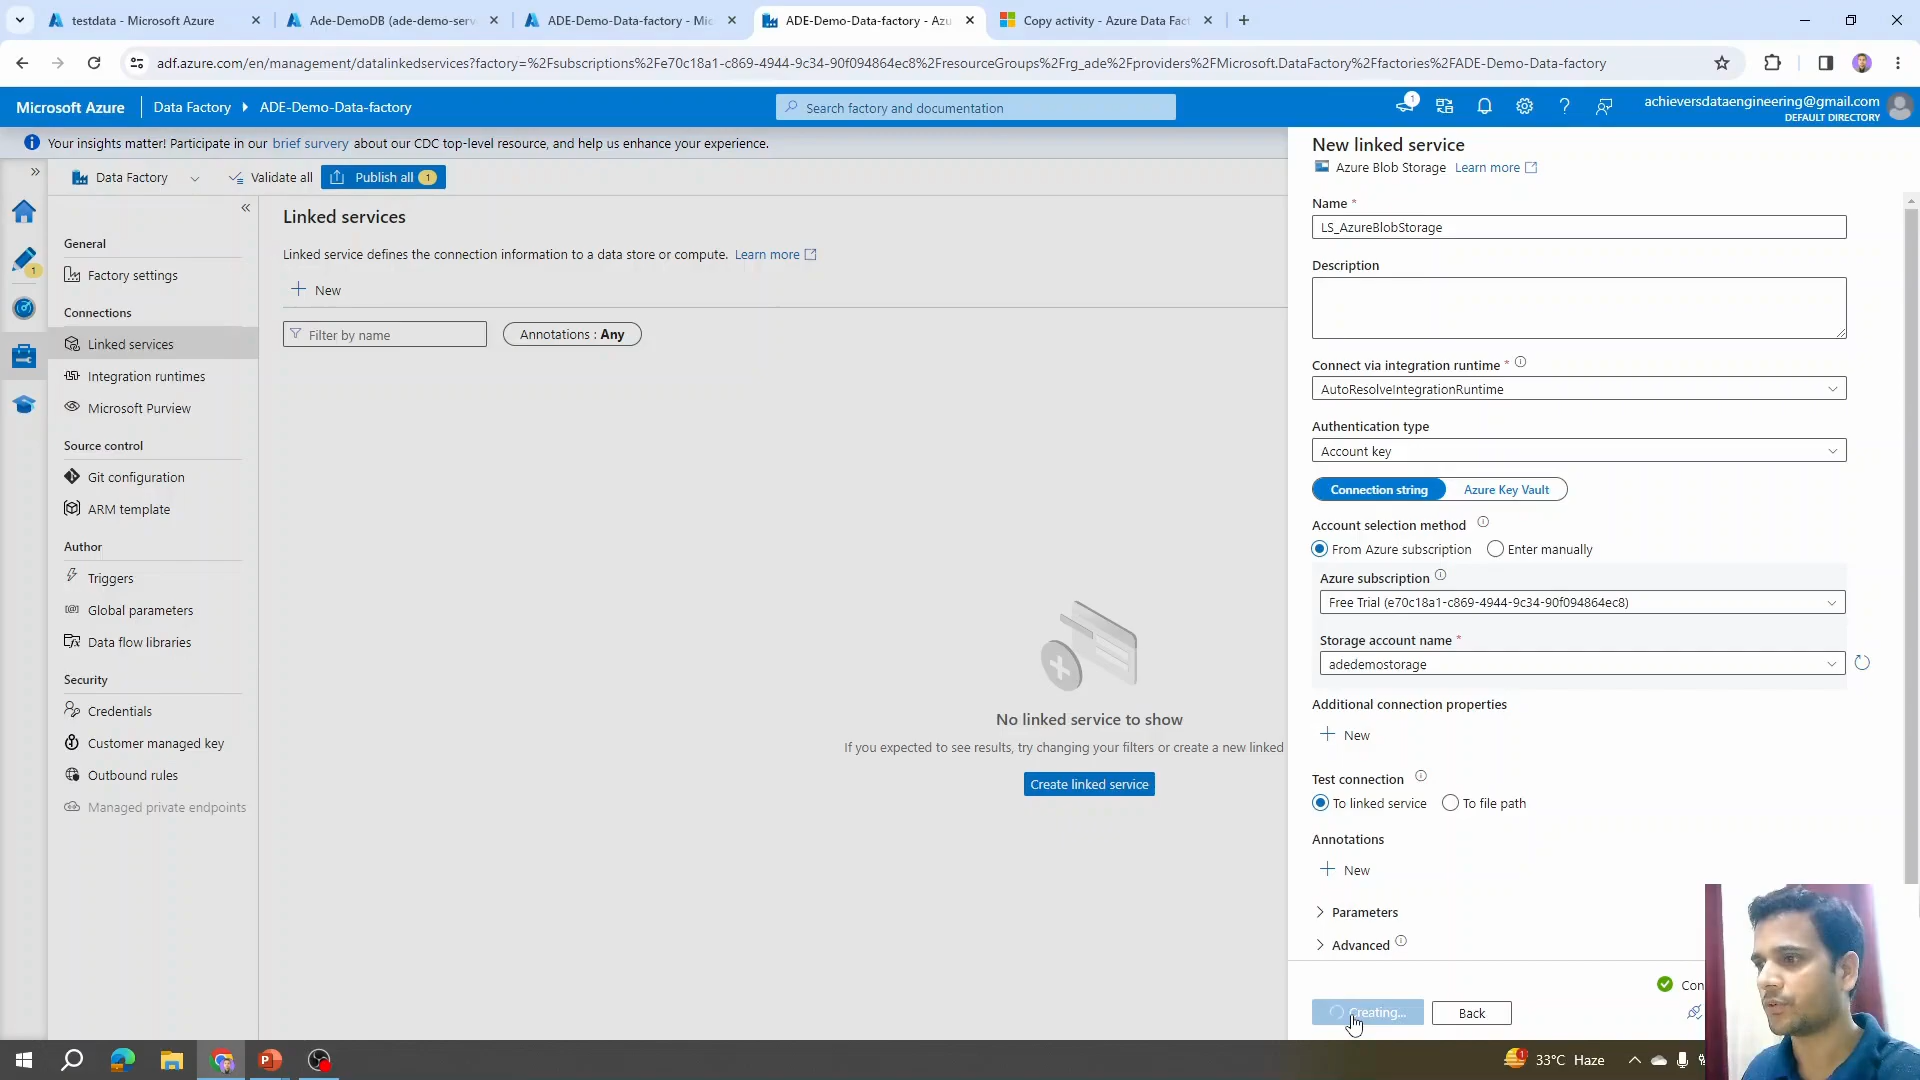 testdata - Microsoft Azure
Ade-DemoDB (ade-demo-serv
ADE-Demo-Data-factory - Mic
ADE-Demo-Data-factory - Azu
Copy activity - Azure Data Fact
adf.azure.com/en/management/datalinkedservices?factory=%2Fsubscriptions%2Fe70c18a1-c869-4944-9c34-90f094864ec8%2FresourceGroups%2Frg_ade%2Fproviders%2FMicrosoft.DataFactory%2Ffactories%2FADE-Demo-Data-factory
Microsoft Azure
Data Factory
ADE-Demo-Data-factory
Search factory and documentation
1
achieversdataengineering@gmail.com
DEFAULT DIRECTORY
Your insights matter! Participate in our brief survery about our CDC top-level resource, and help us enhance your experience.
Data Factory
Validate all
Publish all 1
1
General
Factory settings
Connections
Linked services
Integration runtimes
Microsoft Purview
Source control
Git configuration
ARM template
Author
Triggers
Global parameters
Data flow libraries
Security
Credentials
Customer managed key
Outbound rules
Managed private endpoints
Linked services
Linked service defines the connection information to a data store or compute. Learn more
New
Filter by name
Annotations : Any
No linked service to show
If you expected to see results, try changing your filters or create a new linked
Create linked service
New linked service
Azure Blob Storage Learn more
Name *
LS_AzureBlobStorage
Description
Connect via integration runtime *
AutoResolveIntegrationRuntime
Authentication type
Account key
Connection string Azure Key Vault
Account selection method
From Azure subscription Enter manually
Azure subscription
Free Trial (e70c18a1-c869-4944-9c34-90f094864ec8)
Storage account name *
adedemostorage
Additional connection properties
New
Test connection
To linked service To file path
Annotations
New
Parameters
Advanced
Con
Creating...
Back
1
33°C Haze